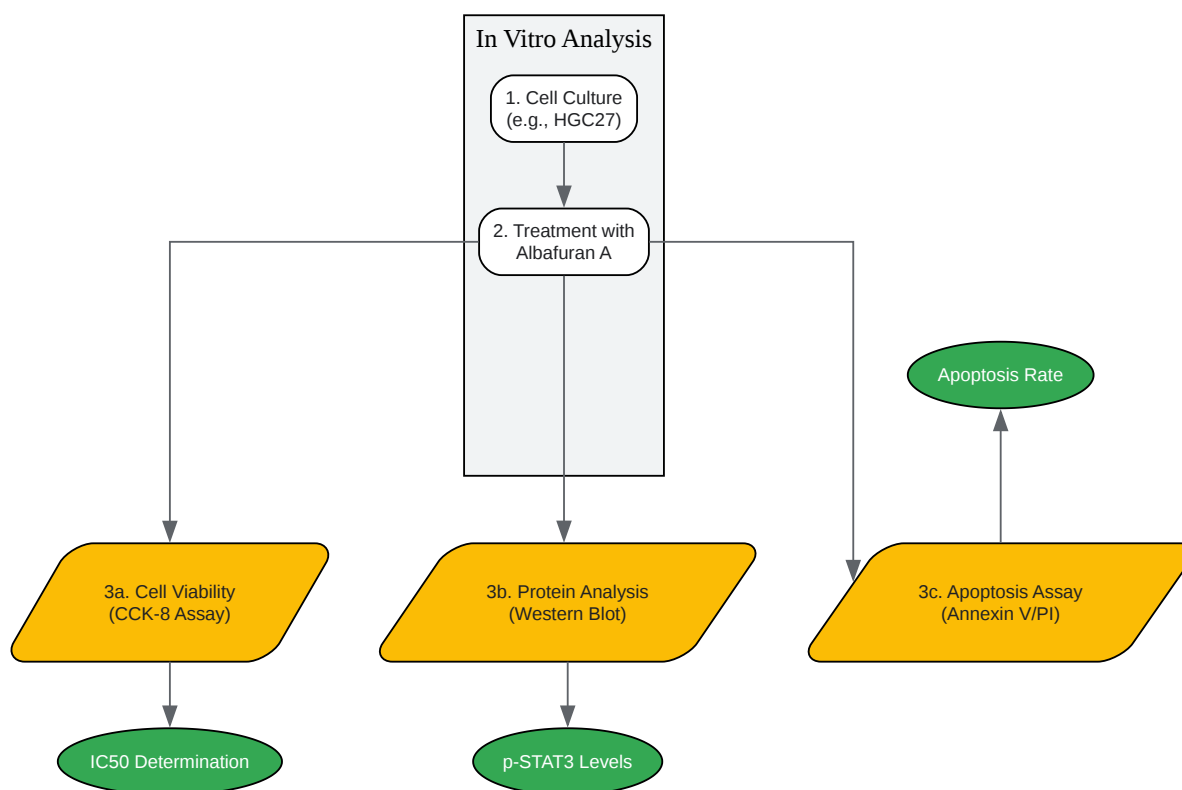 In Vitro Analysis
1. Cell Culture
(e.g., HGC27)
2. Treatment with
Albafuran A
Apoptosis Rate
3a. Cell Viability
(CCK-8 Assay)
3b. Protein Analysis
(Western Blot)
3c. Apoptosis Assay
(Annexin V/PI)
IC50 Determination
p-STAT3 Levels